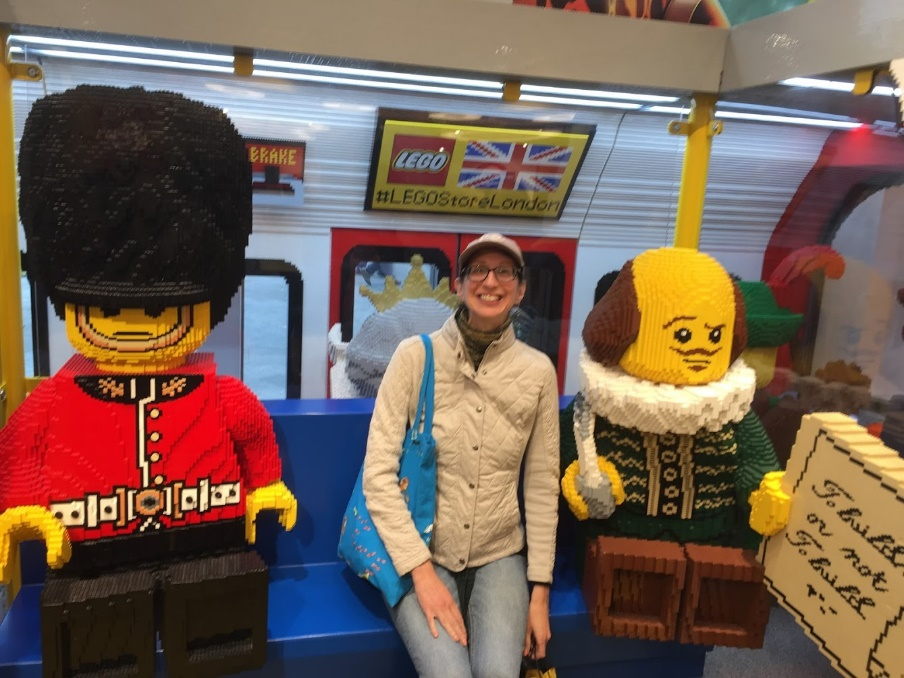 BRAKE
LEGO
#LEGOStoreLondon
To build
or not
To build
...